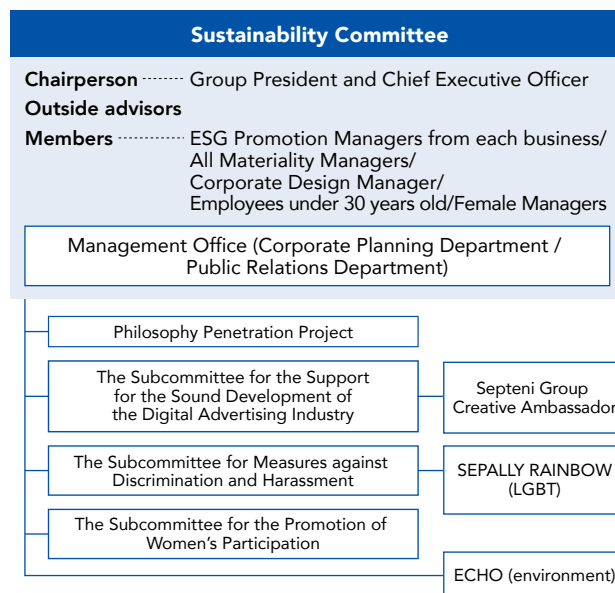 Sustainability Committee
Chairperson ······· Group President and Chief Executive Officer
Outside advisors
Members ··········· ESG Promotion Managers from each business/
All Materiality Managers/
Corporate Design Manager/
Employees under 30 years old/Female Managers
Management Office (Corporate Planning Department /
Public Relations Department)
Philosophy Penetration Project
The Subcommittee for the Support
for the Sound Development of
the Digital Advertising Industry
Septeni Group
Creative Ambassador
The Subcommittee for Measures against
Discrimination and Harassment
SEPALLY RAINBOW
(LGBT)
The Subcommittee for the Promotion of
Women’s Participation
ECHO (environment)